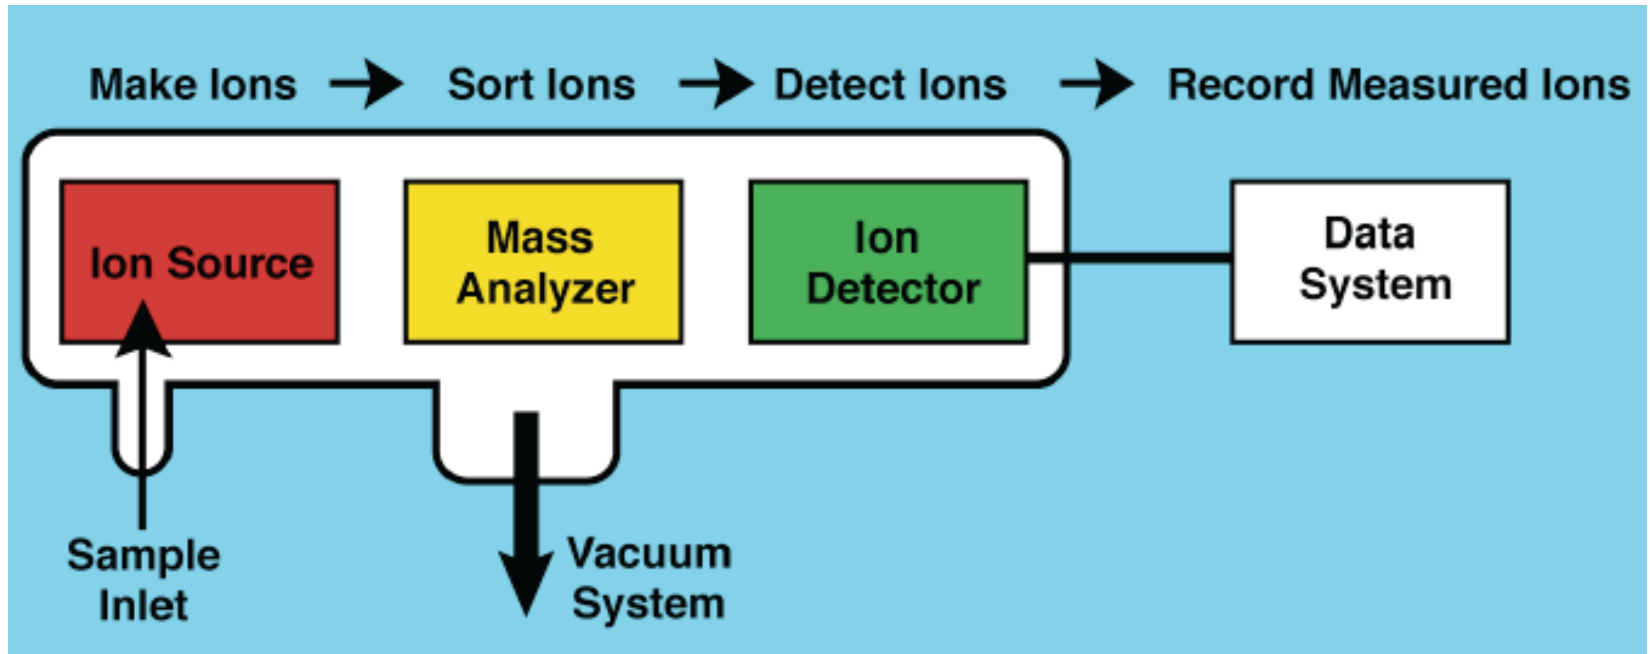 Make Ions → Sort Ions → Detect Ions → Record Measured Ions
Ion Source
Mass
Analyzer
Ion
Detector
Data
System
Sample
Inlet
Vacuum
System